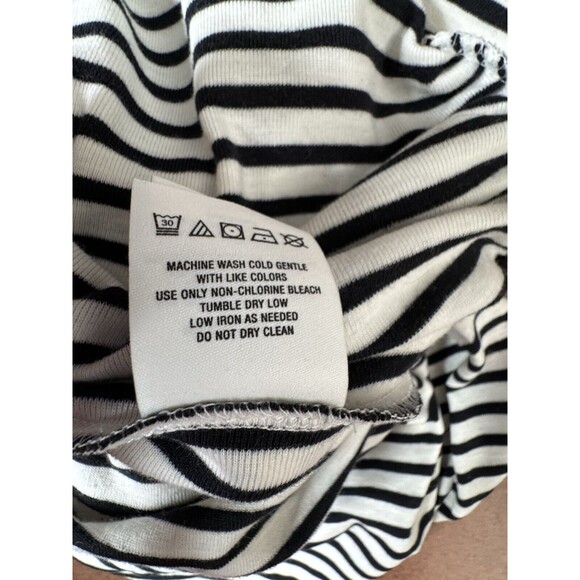 30
MACHINE WASH COLD GENTLE
WITH LIKE COLORS
USE ONLY NON-CHLORINE BLEACH
TUMBLE DRY LOW
LOW IRON AS NEEDED
DO NOT DRY CLEAN